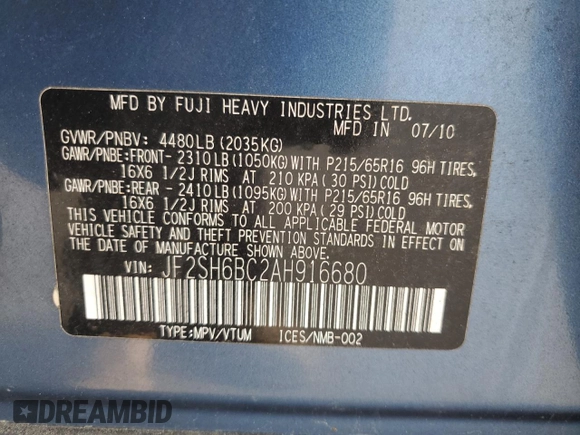 MFD BY FUJI HEAVY INDUSTRIES LTD.
MFD IN 07/10
GVWR/PNBV: 4480LB (2035KG)
GAWR/PNBE:FRONT- 2310LB(1050KG)WITH P215/65R16 96H TIRES,
16X6 1/2J RIMS AT 210 KPA(30 PSI)COLD
GAWR/PNBE:REAR - 2410LB(1095KG)WITH P215/65R16 96H TIRES,
16X6 1/2J RIMS AT 200 KPA(29 PSI)COLD
THIS VEHICLE CONFORMS TO ALL APPLICABLE FEDERAL MOTOR
VEHICLE SAFETY AND THEFT PREVENTION STANDARDS IN EFFECT
ON THE DATE OF MANUFACTURE SHOWN ABOVE.
VIN: JF2SH6BC2AH916680
TYPE:MPV/VTUM ICES/NMB-002
DREAMBID